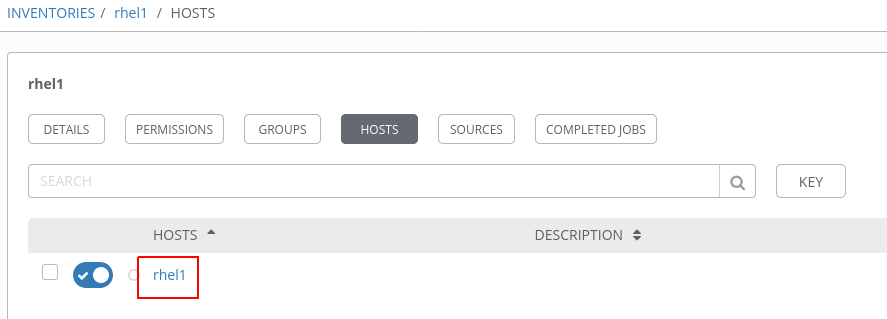 INVENTORIES / rhel1 / HOSTS
rhel1
DETAILS PERMISSIONS GROUPS HOSTS SOURCES COMPLETED JOBS
SEARCH KEY
HOSTS DESCRIPTION
rhel1